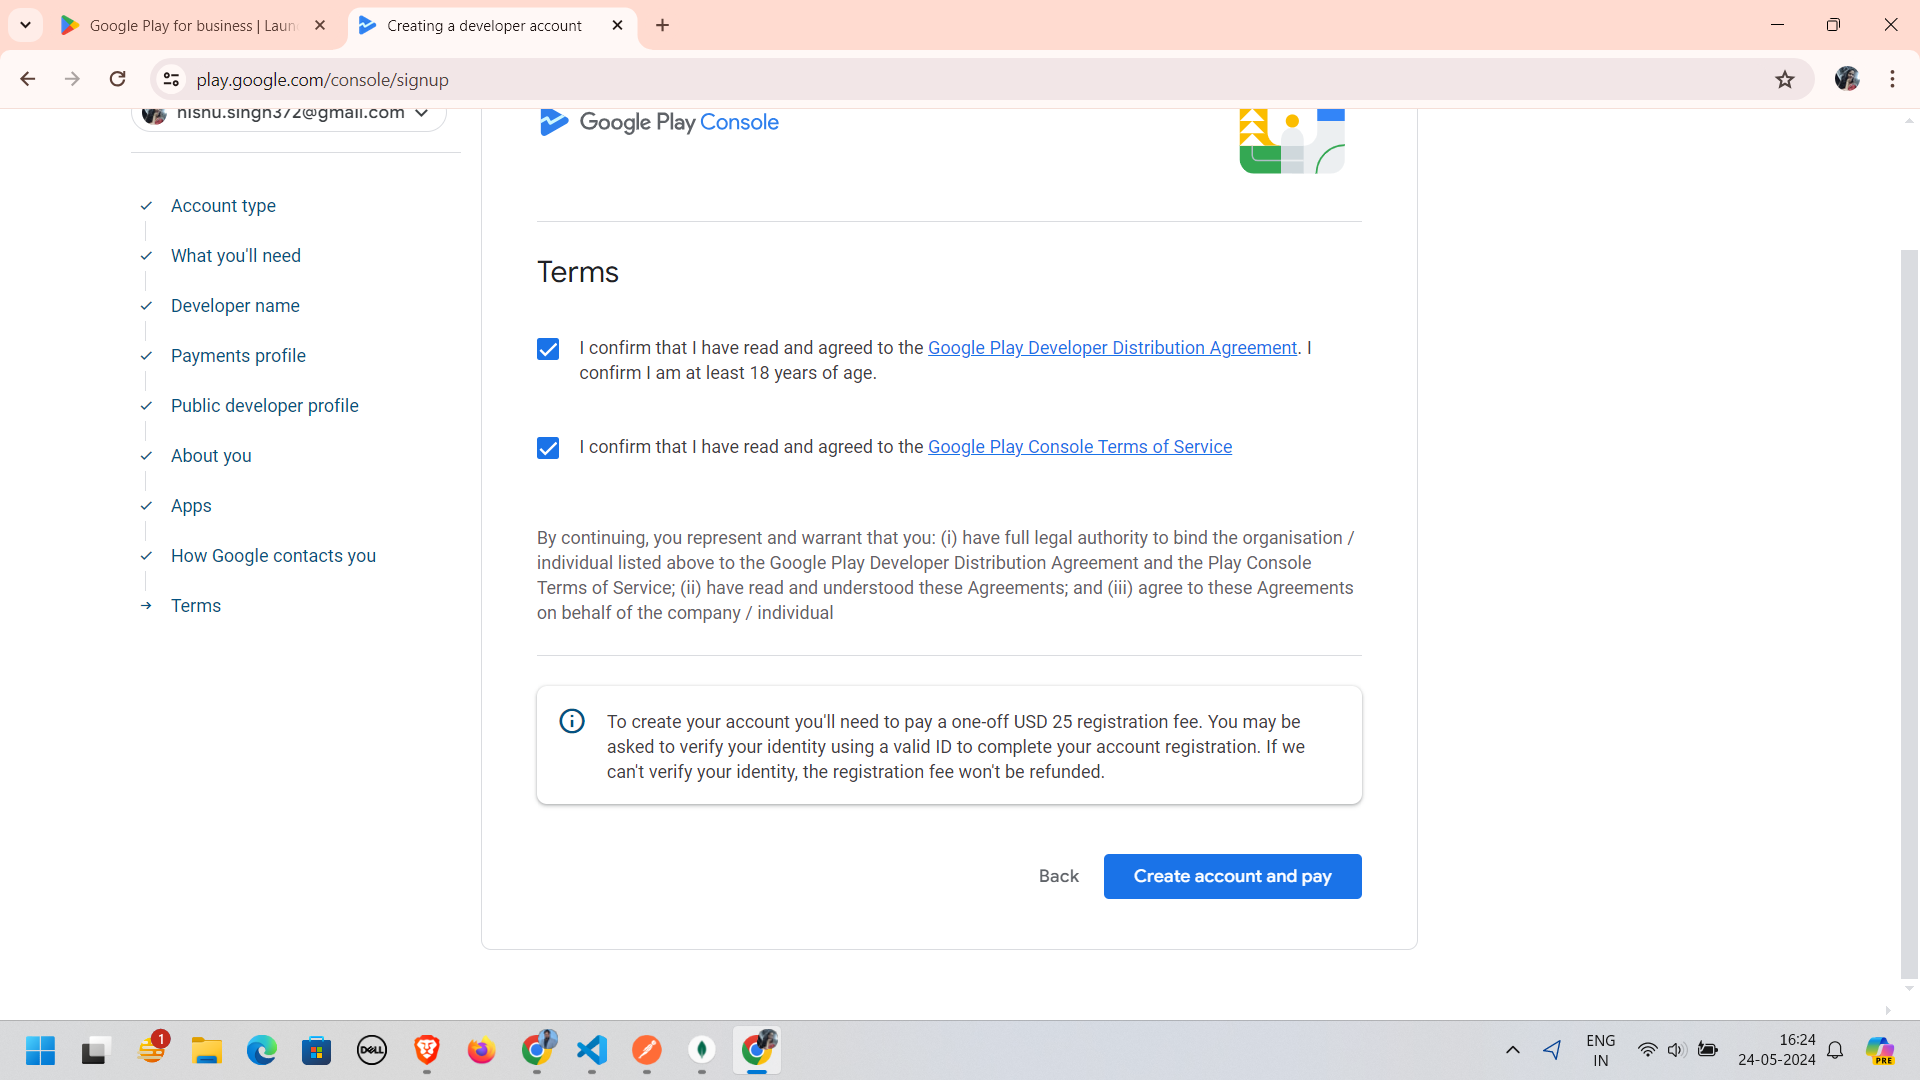 Google Play for business | Laun
Creating a developer account
play.google.com/console/signup
nishu.singh372@gmail.com
Google Play Console
Account type
What you'll need
Developer name
Payments profile
Public developer profile
About you
Apps
How Google contacts you
Terms
Terms
I confirm that I have read and agreed to the Google Play Developer Distribution Agreement. I
confirm I am at least 18 years of age.
I confirm that I have read and agreed to the Google Play Console Terms of Service
By continuing, you represent and warrant that you: (i) have full legal authority to bind the organisation /
individual listed above to the Google Play Developer Distribution Agreement and the Play Console
Terms of Service; (ii) have read and understood these Agreements; and (iii) agree to these Agreements
on behalf of the company / individual
To create your account you'll need to pay a one-off USD 25 registration fee. You may be
asked to verify your identity using a valid ID to complete your account registration. If we
can't verify your identity, the registration fee won't be refunded.
Back
Create account and pay
1
DELL
ENG
IN
16:24
24-05-2024
PRE